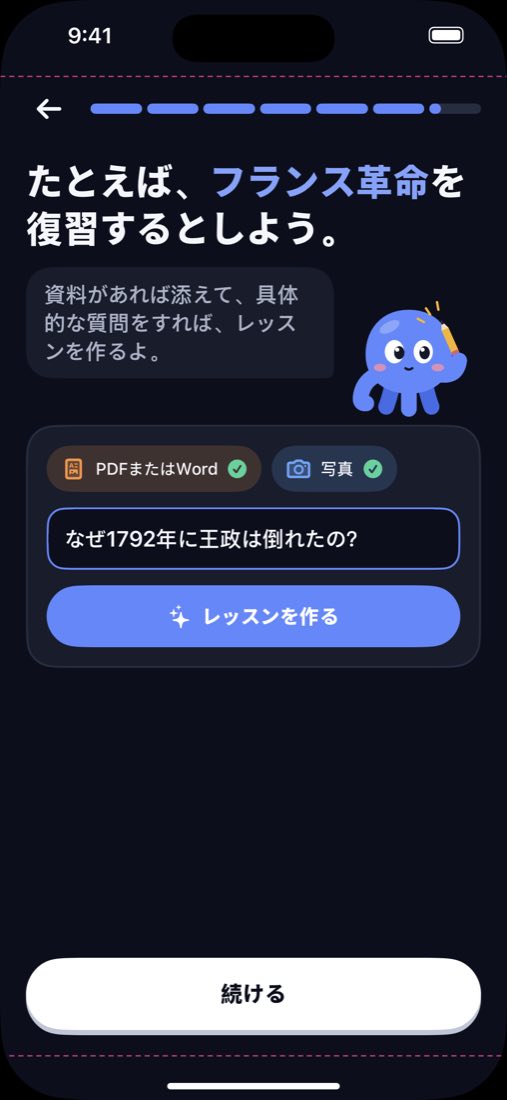 9:41
たとえば、フランス革命を
復習するとしよう。
資料があれば添えて、具体
的な質問をすれば、レッス
ンを作るよ。
PDFまたはWord
写真
なぜ1792年に王政は倒れたの?
レッスンを作る
続ける